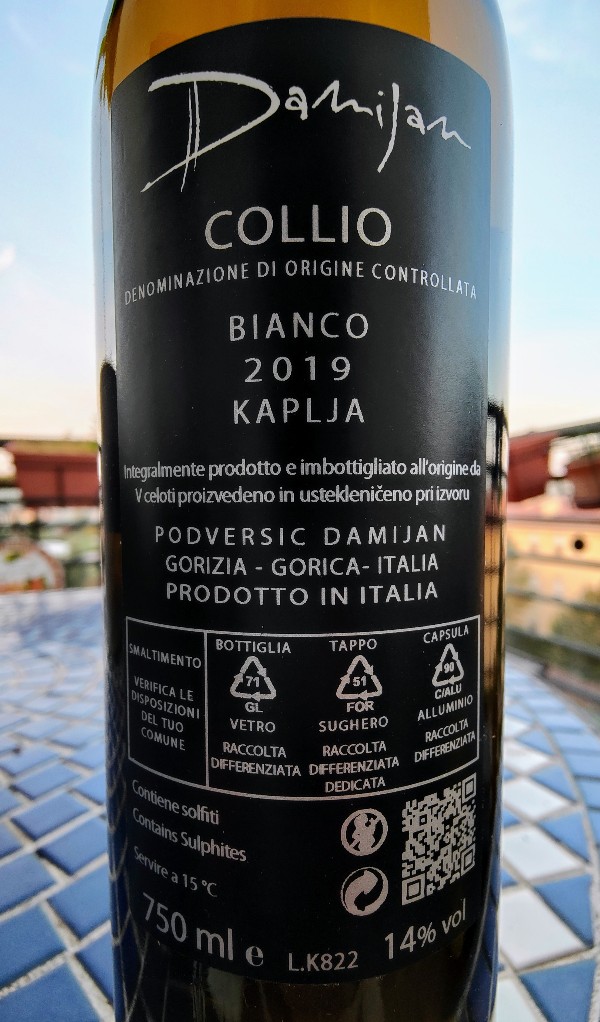 Damijan
COLLIO
DENOMINAZIONE DI ORIGINE CONTROLLATA
BIANCO
2019
KAPLJA
Integralmente prodotto e imbottigliato all'origine da
V celoti proizvedeno in ustekleničeno pri izvoru
PODVERSIC DAMIJAN
GORIZIA - GORICA- ITALIA
PRODOTTO IN ITALIA
SMALTIMENTO
VERIFICA LE
DISPOSIZIONI
DEL TUO
COMUNE
BOTTIGLIA
71
GL
VETRO
RACCOLTA
DIFFERENZIATA
TAPPO
51
FOR
SUGHERO
RACCOLTA
DIFFERENZIATA
DEDICATA
CAPSULA
90
C/ALU
ALLUMINIO
RACCOLTA
DIFFERENZIATA
Contiene solfiti
Contains Sulphites
Servire a 15 °C
750 ml e L.K822 14% vol